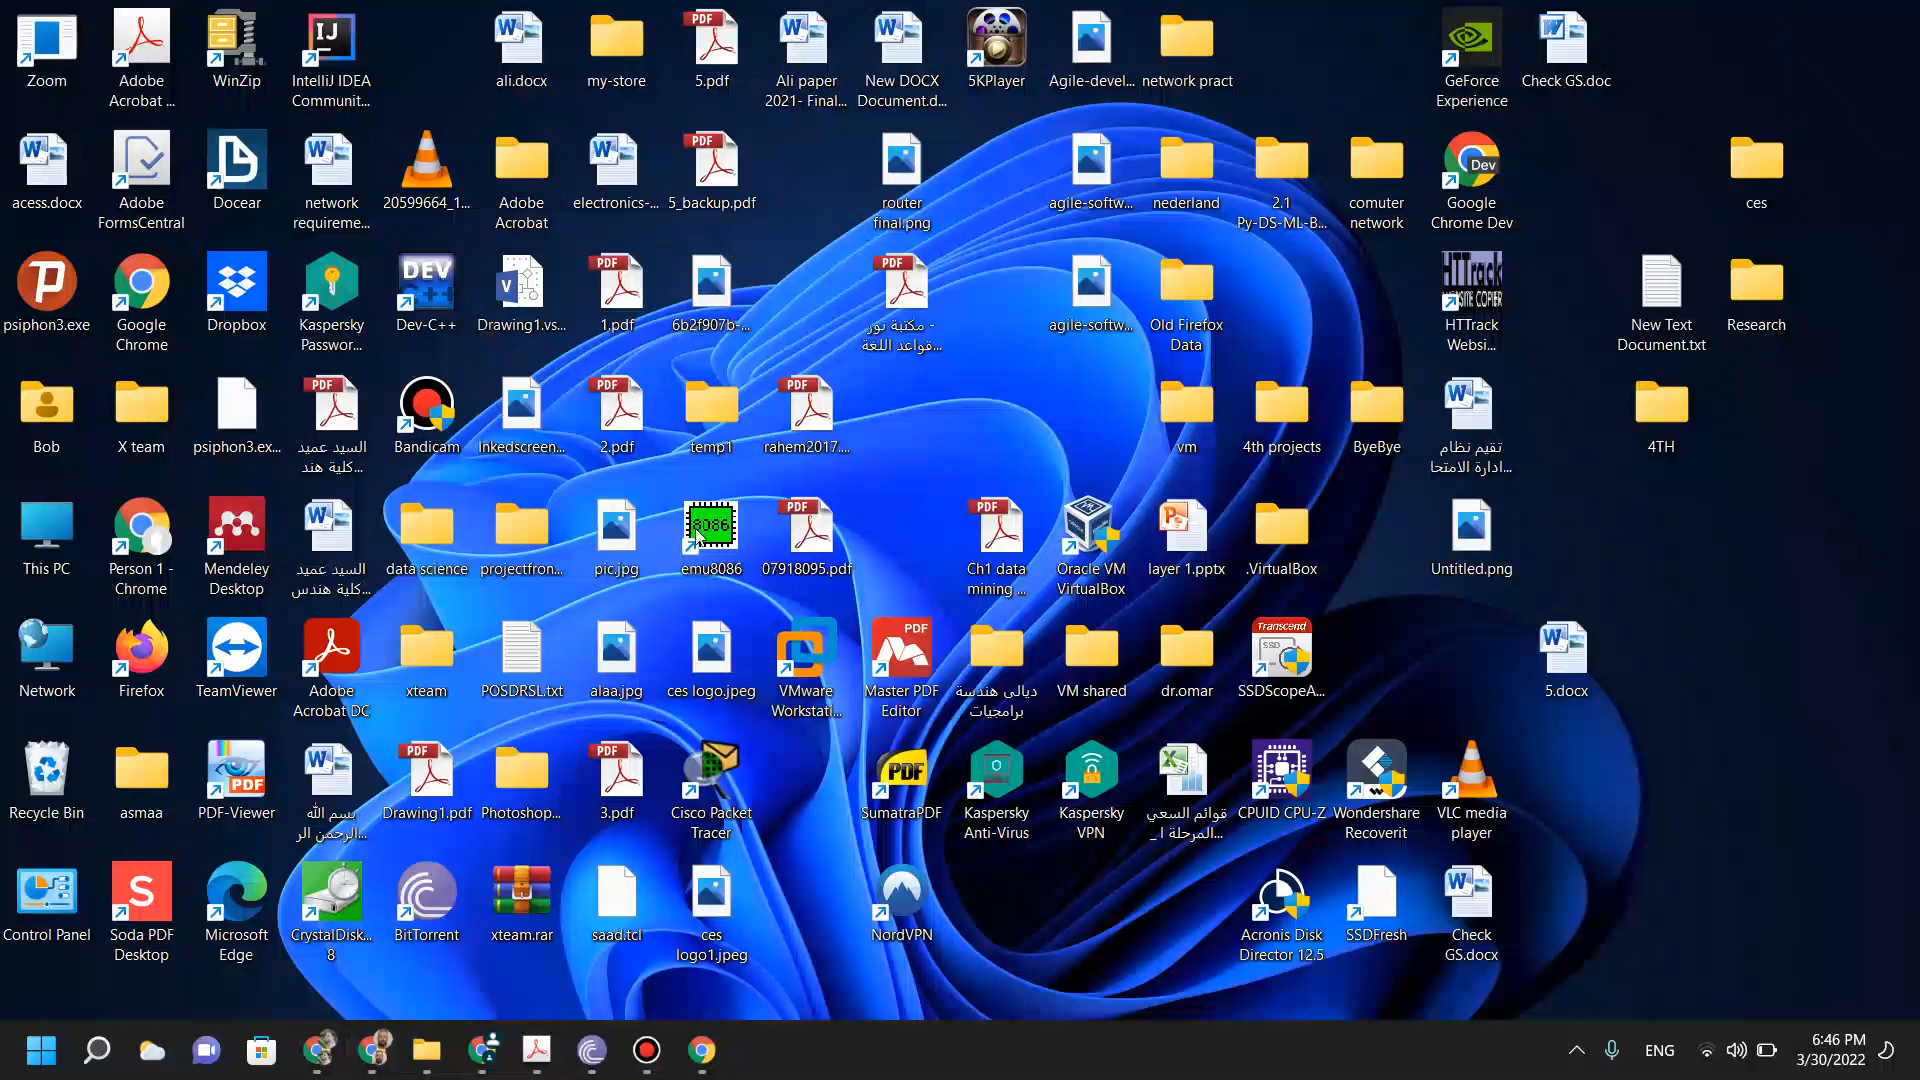 Zoom
Adobe
Acrobat ...
WinZip
IntelliJ IDEA
Communit...
ali.docx
my-store
5.pdf
Ali paper
2021- Final...
New DOCX
Document.d...
5KPlayer
Agile-devel...
network pract
GeForce
Experience
Check GS.doc
acess.docx
Adobe
FormsCentral
Docear
network
requireme...
20599664_1...
Adobe
Acrobat
electronics-...
5_backup.pdf
router
final.png
agile-softw...
nederland
2.1
Py-DS-ML-B...
comuter
network
Dev
Google
Chrome Dev
ces
psiphon3.exe
Google
Chrome
Dropbox
Kaspersky
Passwor...
DEV
C++
Dev-C++
Drawing1.vs...
1.pdf
6b2f907b-...
مكتبة نور -
قواعد اللغة...
agile-softw...
Old Firefox
Data
HTTrack
WEBSITE COPIER
HTTrack
Websi...
New Text
Document.txt
Research
Bob
X team
psiphon3.ex...
السيد عميد
كلية هند...
Bandicam
Inkedscreen...
2.pdf
temp1
rahem2017....
vm
4th projects
ByeBye
تقيم نظام
ادارة الامتحا...
4TH
This PC
Person 1 -
Chrome
Mendeley
Desktop
السيد عميد
كلية هندس...
data science
projectfron...
pic.jpg
8086
emu8086
07918095.pdf
Ch1 data
mining ...
Oracle VM
VirtualBox
layer 1.pptx
.VirtualBox
Untitled.png
Network
Firefox
TeamViewer
Adobe
Acrobat DC
xteam
POSDRSL.txt
alaa.jpg
ces logo.jpeg
VMware
Workstati...
PDF
Master PDF
Editor
ديالى هندسة
برامجيات
VM shared
dr.omar
Transcend
SSD
SSDScopeA...
5.docx
Recycle Bin
asmaa
PDF
PDF-Viewer
بسم الله
الرحمن الر...
Drawing1.pdf
Photoshop...
3.pdf
Cisco Packet
Tracer
PDF
SumatraPDF
Kaspersky
Anti-Virus
Kaspersky
VPN
قوائم السعي
المرحلة ا _...
CPUID CPU-Z
Wondershare
Recoverit
VLC media
player
Control Panel
Soda PDF
Desktop
Microsoft
Edge
CrystalDisk...
8
BitTorrent
xteam.rar
saad.tcl
ces
logo1.jpeg
NordVPN
Acronis Disk
Director 12.5
SSDFresh
Check
GS.docx
ENG
6:46 PM
3/30/2022